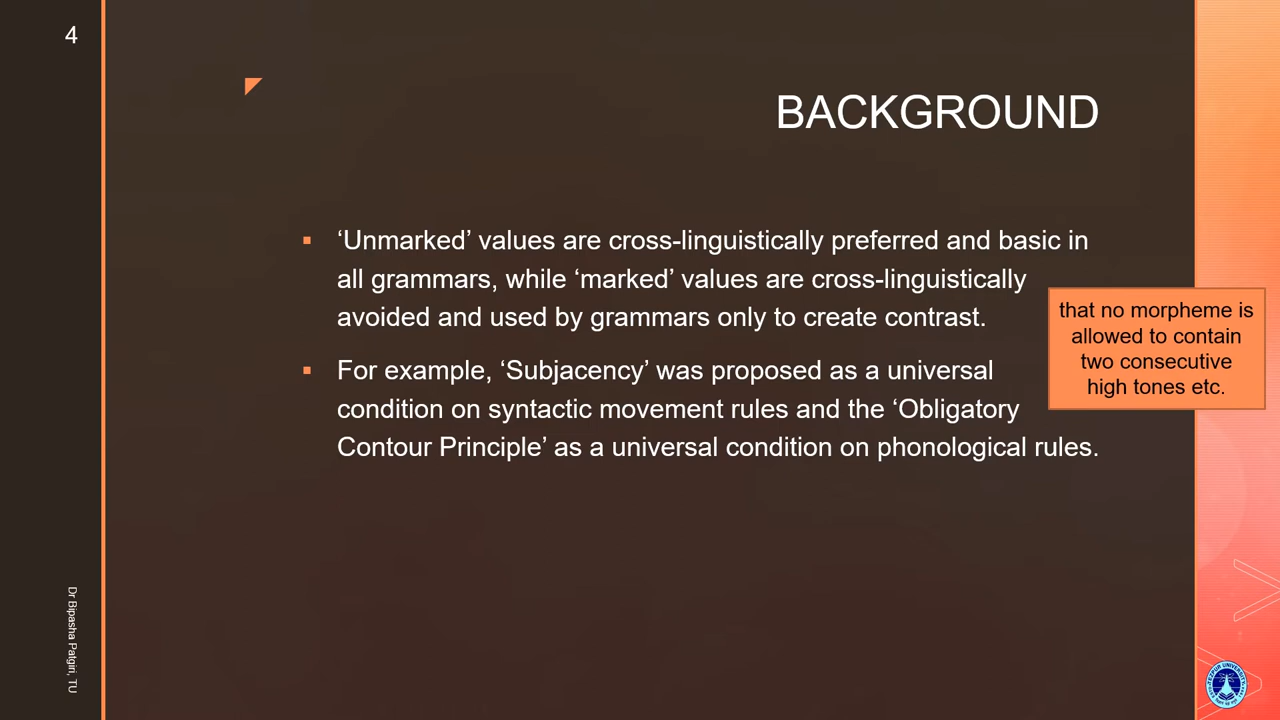 4
BACKGROUND
‘Unmarked’ values are cross-linguistically preferred and basic in
all grammars, while ‘marked’ values are cross-linguistically
avoided and used by grammars only to create contrast.
For example, ‘Subjacency’ was proposed as a universal
condition on syntactic movement rules and the ‘Obligatory
Contour Principle’ as a universal condition on phonological rules.
that no morpheme is
allowed to contain
two consecutive
high tones etc.
Dr Bipasha Patgiri, TU